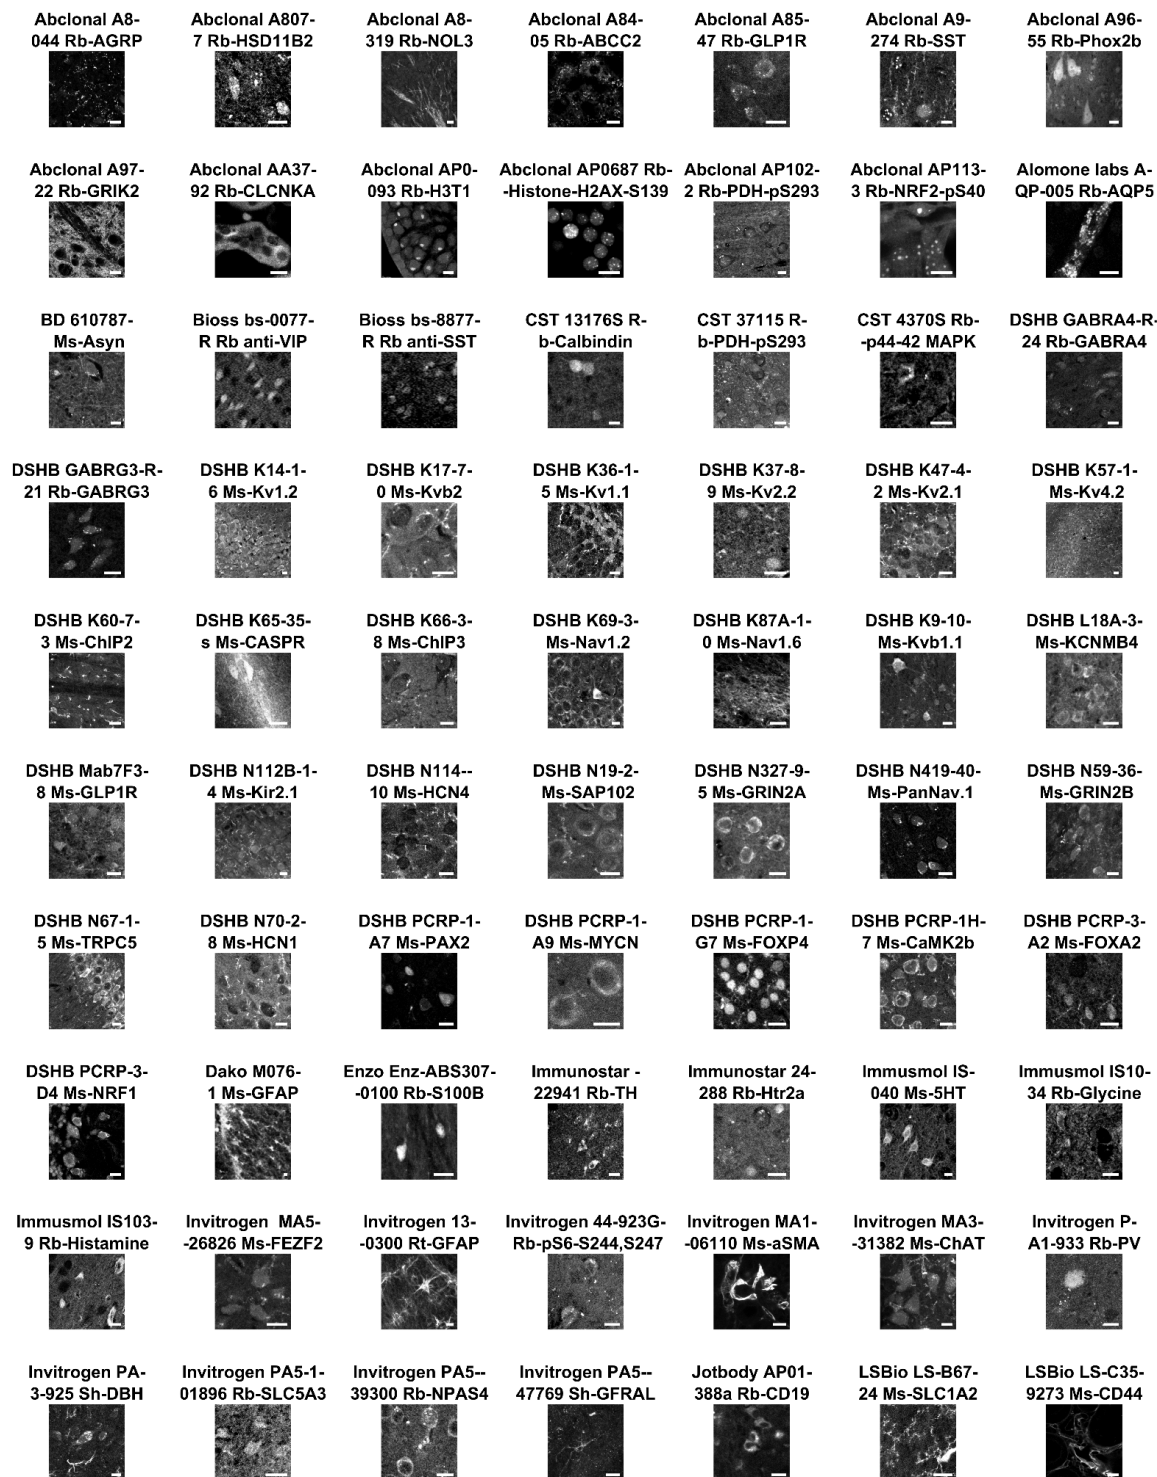 Abclonal A8-
044 Rb-AGRP
Abclonal A807-
7 Rb-HSD11B2
Abclonal A8-
319 Rb-NOL3
Abclonal A84-
05 Rb-ABCC2
Abclonal A85-
47 Rb-GLP1R
Abclonal A9-
274 Rb-SST
Abclonal A96-
55 Rb-Phox2b
Abclonal A97-
22 Rb-GRIK2
Abclonal AA37-
92 Rb-CLCNKA
Abclonal AP0-
093 Rb-H3T1
Abclonal AP0687 Rb-
-Histone-H2AX-S139
Abclonal AP102-
2 Rb-PDH-pS293
Abclonal AP113-
3 Rb-NRF2-pS40
Alomone labs A-
QP-005 Rb-AQP5
BD 610787-
Ms-Asyn
Bioss bs-0077-
R Rb anti-VIP
Bioss bs-8877-
R Rb anti-SST
CST 13176S R-
b-Calbindin
CST 37115 R-
b-PDH-pS293
CST 4370S Rb-
-p44-42 MAPK
DSHB GABRA4-R-
24 Rb-GABRA4
DSHB GABRG3-R-
21 Rb-GABRG3
DSHB K14-1-
6 Ms-Kv1.2
DSHB K17-7-
0 Ms-Kvb2
DSHB K36-1-
5 Ms-Kv1.1
DSHB K37-8-
9 Ms-Kv2.2
DSHB K47-4-
2 Ms-Kv2.1
DSHB K57-1-
Ms-Kv4.2
DSHB K60-7-
3 Ms-ChIP2
DSHB K65-35-
s Ms-CASPR
DSHB K66-3-
8 Ms-ChIP3
DSHB K69-3-
Ms-Nav1.2
DSHB K87A-1-
0 Ms-Nav1.6
DSHB K9-10-
Ms-Kvb1.1
DSHB L18A-3-
Ms-KCNMB4
DSHB Mab7F3-
8 Ms-GLP1R
DSHB N112B-1-
4 Ms-Kir2.1
DSHB N114--
10 Ms-HCN4
DSHB N19-2-
Ms-SAP102
DSHB N327-9-
5 Ms-GRIN2A
DSHB N419-40-
Ms-PanNav.1
DSHB N59-36-
Ms-GRIN2B
DSHB N67-1-
5 Ms-TRPC5
DSHB N70-2-
8 Ms-HCN1
DSHB PCRP-1-
A7 Ms-PAX2
DSHB PCRP-1-
A9 Ms-MYCN
DSHB PCRP-1-
G7 Ms-FOXP4
DSHB PCRP-1H-
7 Ms-CaMK2b
DSHB PCRP-3-
A2 Ms-FOXA2
DSHB PCRP-3-
D4 Ms-NRF1
Dako M076-
1 Ms-GFAP
Enzo Enz-ABS307-
-0100 Rb-S100B
Immunostar -
22941 Rb-TH
Immunostar 24-
288 Rb-Htr2a
Immusmol IS-
040 Ms-5HT
Immusmol IS10-
34 Rb-Glycine
Immusmol IS103-
9 Rb-Histamine
Invitrogen  MA5-
-26826 Ms-FEZF2
Invitrogen 13-
-0300 Rt-GFAP
Invitrogen 44-923G-
Rb-pS6-S244,S247
Invitrogen MA1-
-06110 Ms-aSMA
Invitrogen MA3-
-31382 Ms-ChAT
Invitrogen P-
A1-933 Rb-PV
Invitrogen PA-
3-925 Sh-DBH
Invitrogen PA5-1-
01896 Rb-SLC5A3
Invitrogen PA5--
39300 Rb-NPAS4
Invitrogen PA5--
47769 Sh-GFRAL
Jotbody AP01-
388a Rb-CD19
LSBio LS-B67-
24 Ms-SLC1A2
LSBio LS-C35-
9273 Ms-CD44